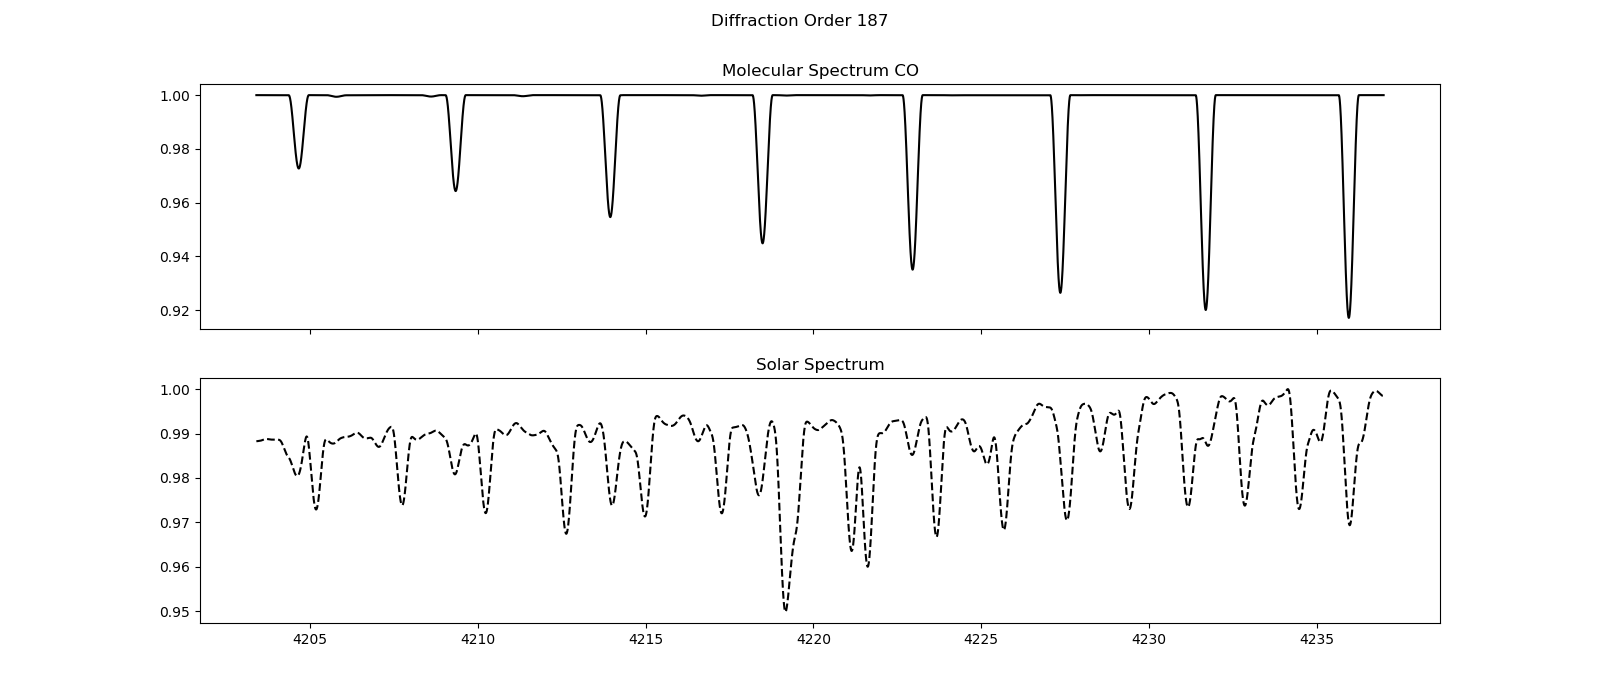 Diffraction Order 187
Molecular Spectrum CO
1.00
0.98
0.96
0.94
0.92
Solar Spectrum
1.00
0.99
0.98
0.97
0.96
0.95
4205 4210 4215 4220 4225 4230 4235